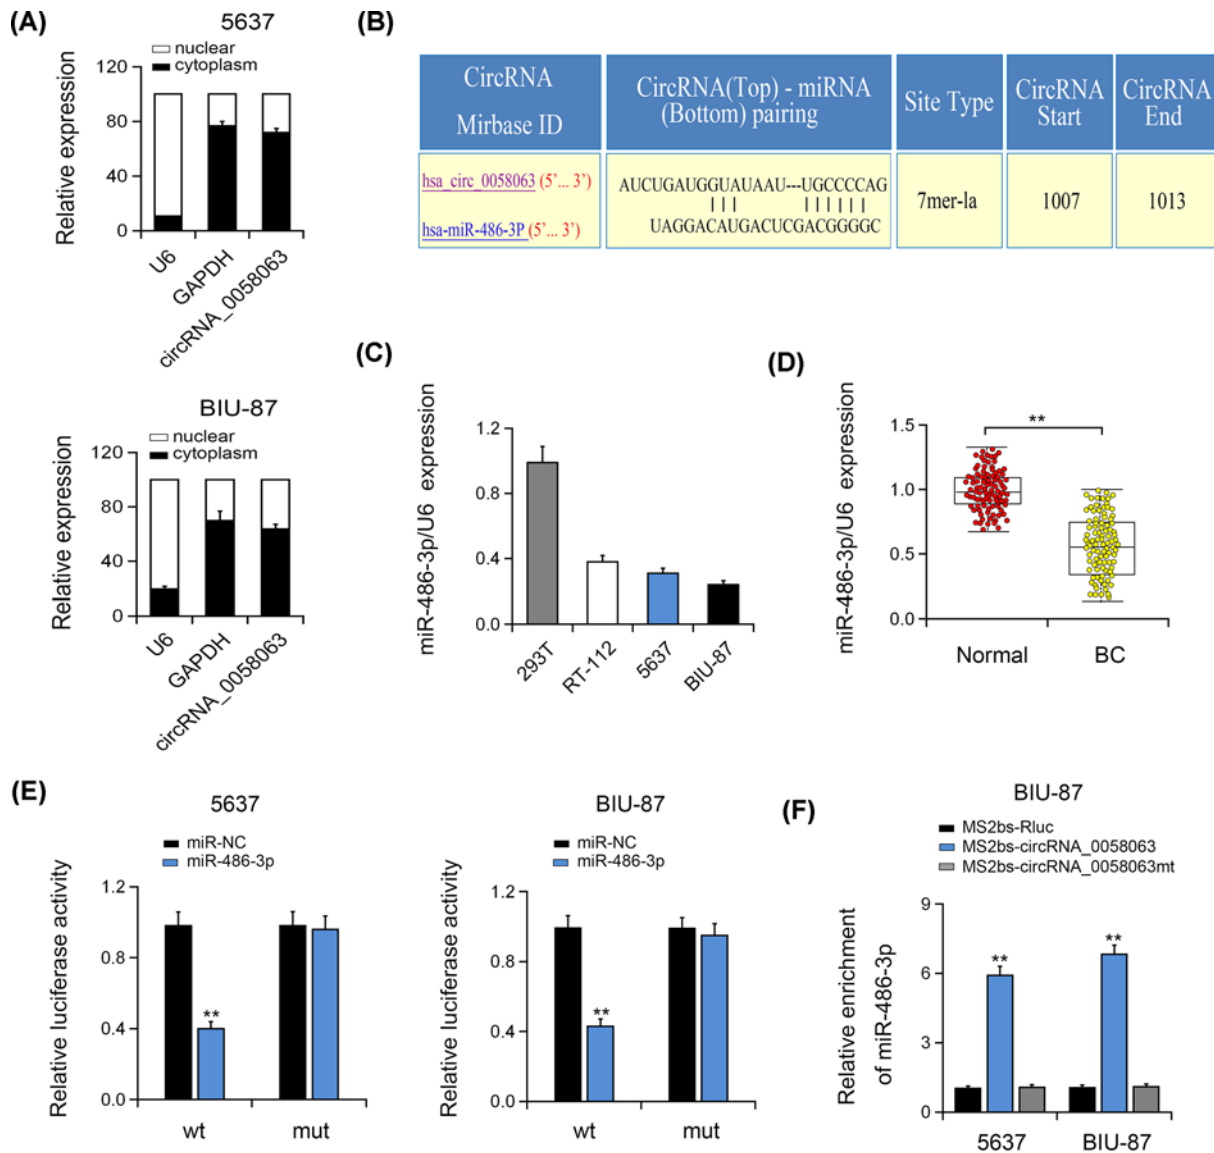 (A)
5637
nuclear
cytoplasm
Relative expression
120
80
40
0
U6
GAPDH
circRNA_0058063
BIU-87
nuclear
cytoplasm
Relative expression
120
80
40
0
U6
GAPDH
circRNA_0058063
(B)
CircRNA
Mirbase ID
CircRNA(Top) - miRNA
(Bottom) pairing
Site Type
CircRNA
Start
CircRNA
End
hsa_circ_0058063 (5'... 3')
hsa-miR-486-3P (5'... 3')
AUCUGAUGGUAUAAU---UGCCCCAG
UAGGACAUGACUCGACGGGGC
7mer-la
1007
1013
(C)
miR-486-3p/U6 expression
1.2
0.8
0.4
0.0
293T
RT-112
5637
BIU-87
(D)
miR-486-3p/U6 expression
1.5
1.0
0.5
0.0
**
Normal
BC
(E)
5637
miR-NC
miR-486-3p
Relative luciferase activity
1.2
0.8
0.4
0.0
**
wt
mut
BIU-87
miR-NC
miR-486-3p
Relative luciferase activity
1.2
0.8
0.4
0.0
**
wt
mut
(F)
BIU-87
MS2bs-Rluc
MS2bs-circRNA_0058063
MS2bs-circRNA_0058063mt
Relative enrichment
of miR-486-3p
9
6
3
0
**
**
5637
BIU-87